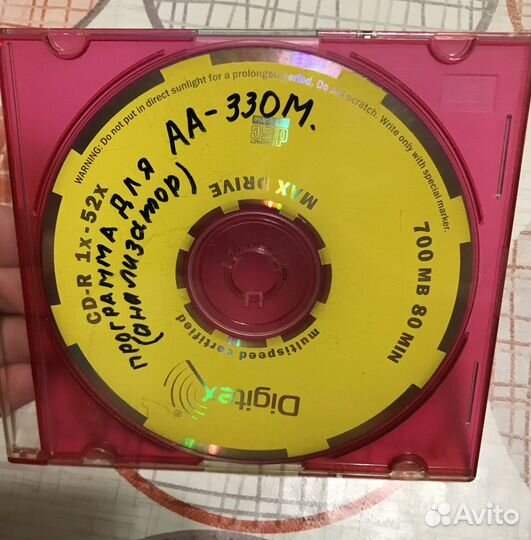 ПРОГРАММА ДЛЯ АА-330М.
(анализатор)
WARNING: Do not put in direct sunlight for a prolonged period. Do not scratch. Write only with special marker.
CD-R 1x-52x
MAX DRIVE
700 MB 80 MIN
multispeed certified
Digitex
Avito